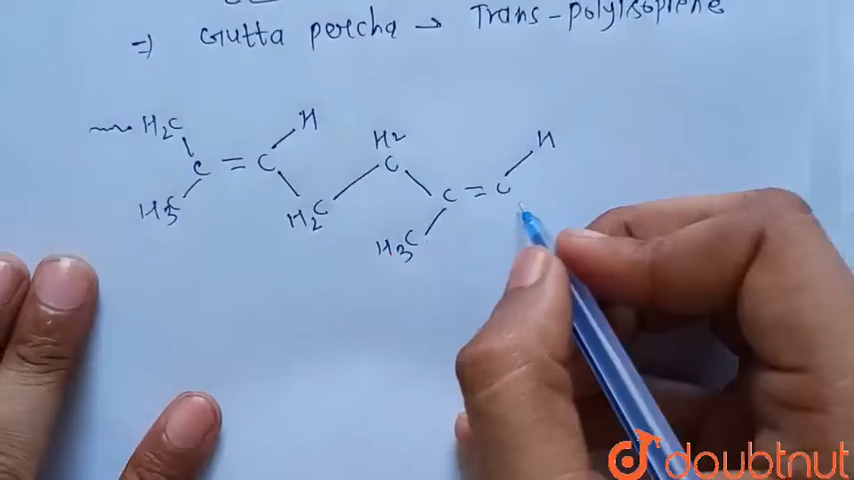 ⇒ Gutta percha → Trans - polyisoprene
H₂C H H₂ H
C = C C C = C
H₃C H₂C H₃C
doubtnut